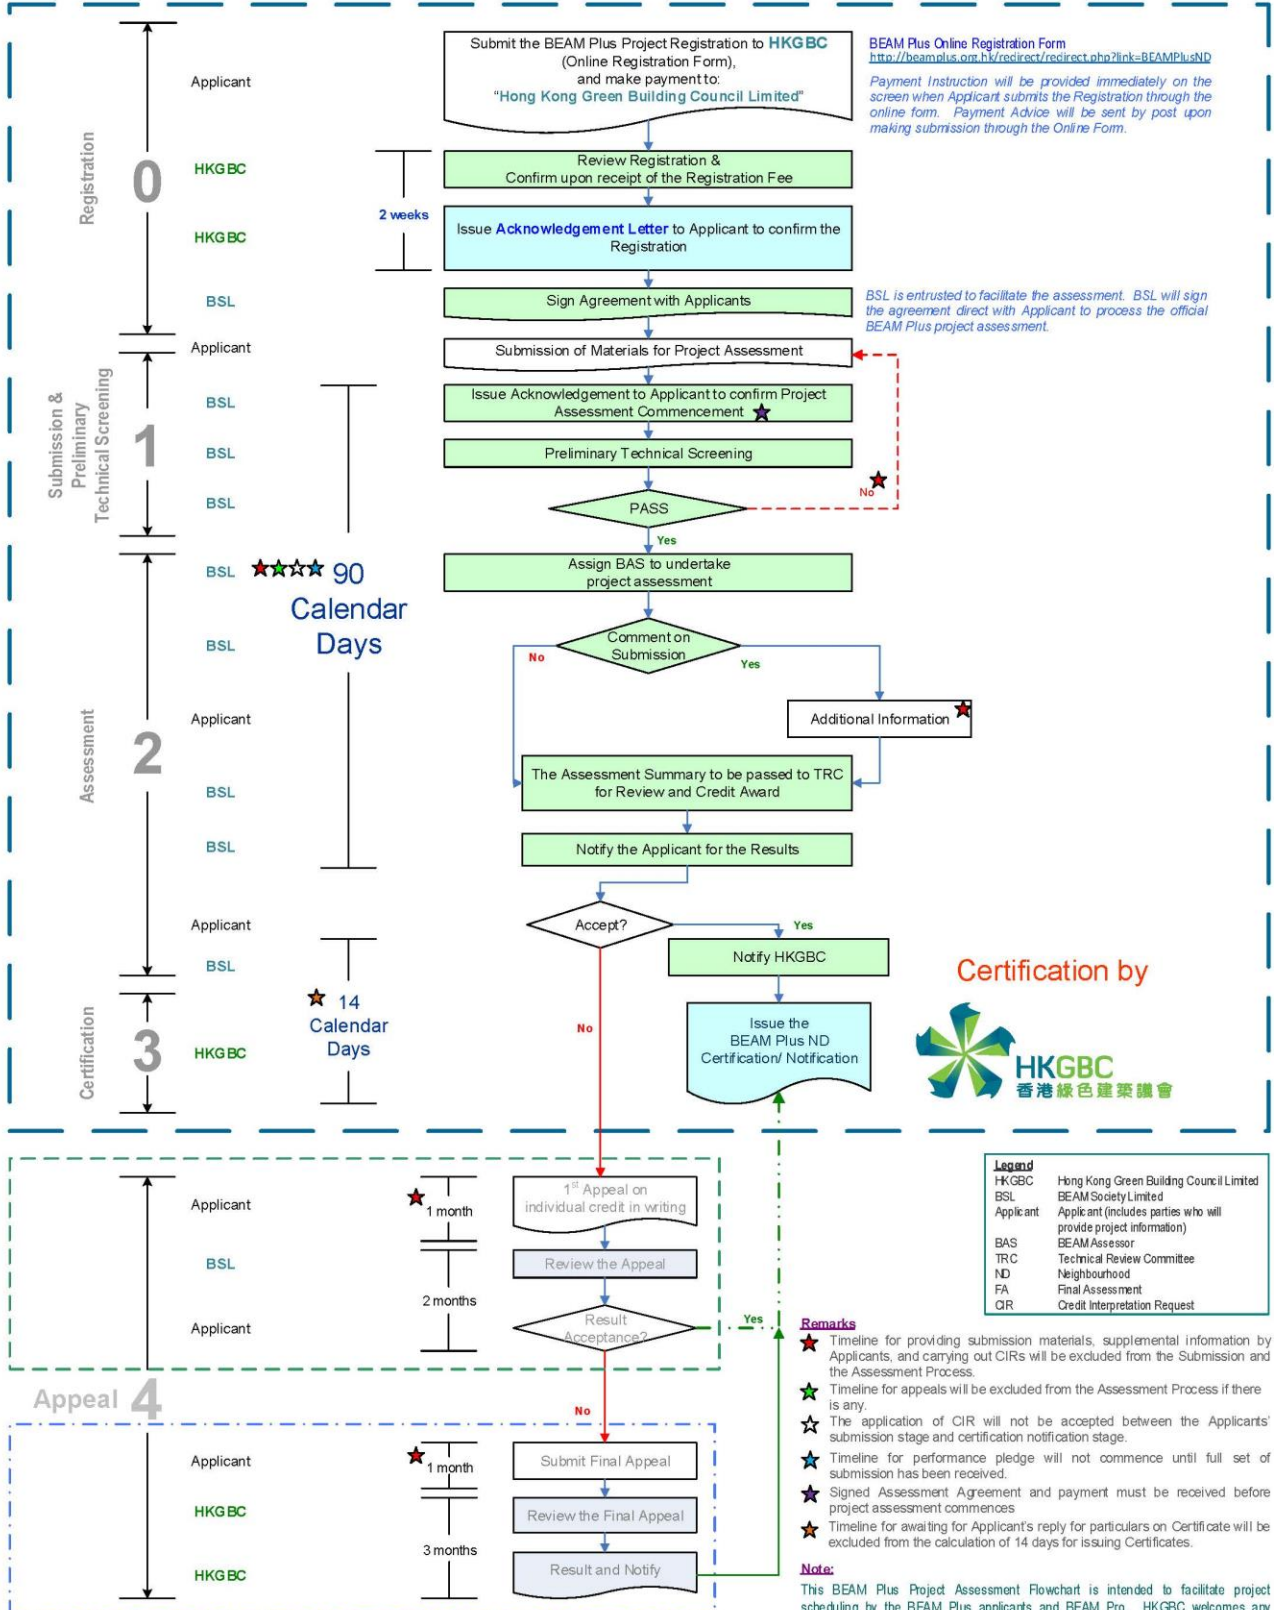 Submit the BEAM Plus Project Registration to HKGBC
(Online Registration Form),
and make payment to:
"Hong Kong Green Building Council Limited"
BEAM Plus Online Registration Form
http://beamplus.org.hk/redirect/redirect.php?link=BEAMPlusND
Payment Instruction will be provided immediately on the
screen when Applicant submits the Registration through the
online form. Payment Advice will be sent by post upon
making submission through the Online Form.
Applicant
Registration
0
HKGBC
2 weeks
Review Registration &
Confirm upon receipt of the Registration Fee
HKGBC
Issue Acknowledgement Letter to Applicant to confirm the
Registration
BSL
Sign Agreement with Applicants
BSL is entrusted to facilitate the assessment. BSL will sign
the agreement direct with Applicant to process the official
BEAM Plus project assessment.
Applicant
Submission of Materials for Project Assessment
Submission &
Preliminary
Technical Screening
1
BSL
Issue Acknowledgement to Applicant to confirm Project
Assessment Commencement
BSL
Preliminary Technical Screening
No
BSL
PASS
Yes
BSL
90
Calendar
Days
Assign BAS to undertake
project assessment
Assessment
2
BSL
Comment on
Submission
No
Yes
Applicant
Additional Information
BSL
The Assessment Summary to be passed to TRC
for Review and Credit Award
BSL
Notify the Applicant for the Results
Applicant
Accept?
Yes
BSL
Notify HKGBC
No
Certification
3
14
Calendar
Days
HKGBC
Issue the
BEAM Plus ND
Certification/ Notification
Certification by
HKGBC
香港綠色建築議會
Applicant
1 month
1st Appeal on
individual credit in writing
BSL
Review the Appeal
2 months
Applicant
Result
Acceptance?
Yes
No
Appeal 4
Applicant
1 month
Submit Final Appeal
HKGBC
Review the Final Appeal
3 months
HKGBC
Result and Notify
Legend
HKGBC Hong Kong Green Building Council Limited
BSL BEAM Society Limited
Applicant Applicant (includes parties who will
provide project information)
BAS BEAM Assessor
TRC Technical Review Committee
ND Neighbourhood
FA Final Assessment
CIR Credit Interpretation Request
Remarks
Timeline for providing submission materials, supplemental information by
Applicants, and carrying out CIRs will be excluded from the Submission and
the Assessment Process.
Timeline for appeals will be excluded from the Assessment Process if there
is any.
The application of CIR will not be accepted between the Applicants'
submission stage and certification notification stage.
Timeline for performance pledge will not commence until full set of
submission has been received.
Signed Assessment Agreement and payment must be received before
project assessment commences
Timeline for awaiting for Applicant's reply for particulars on Certificate will be
excluded from the calculation of 14 days for issuing Certificates.
Note:
This BEAM Plus Project Assessment Flowchart is intended to facilitate project
scheduling by the BEAM Plus applicants and BEAM Pro. HKGBC welcomes any